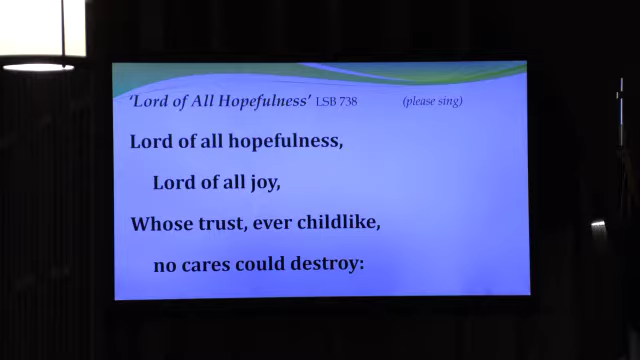 'Lord of All Hopefulness' LSB 738 (please sing)
Lord of all hopefulness,
Lord of all joy,
Whose trust, ever childlike,
no cares could destroy: